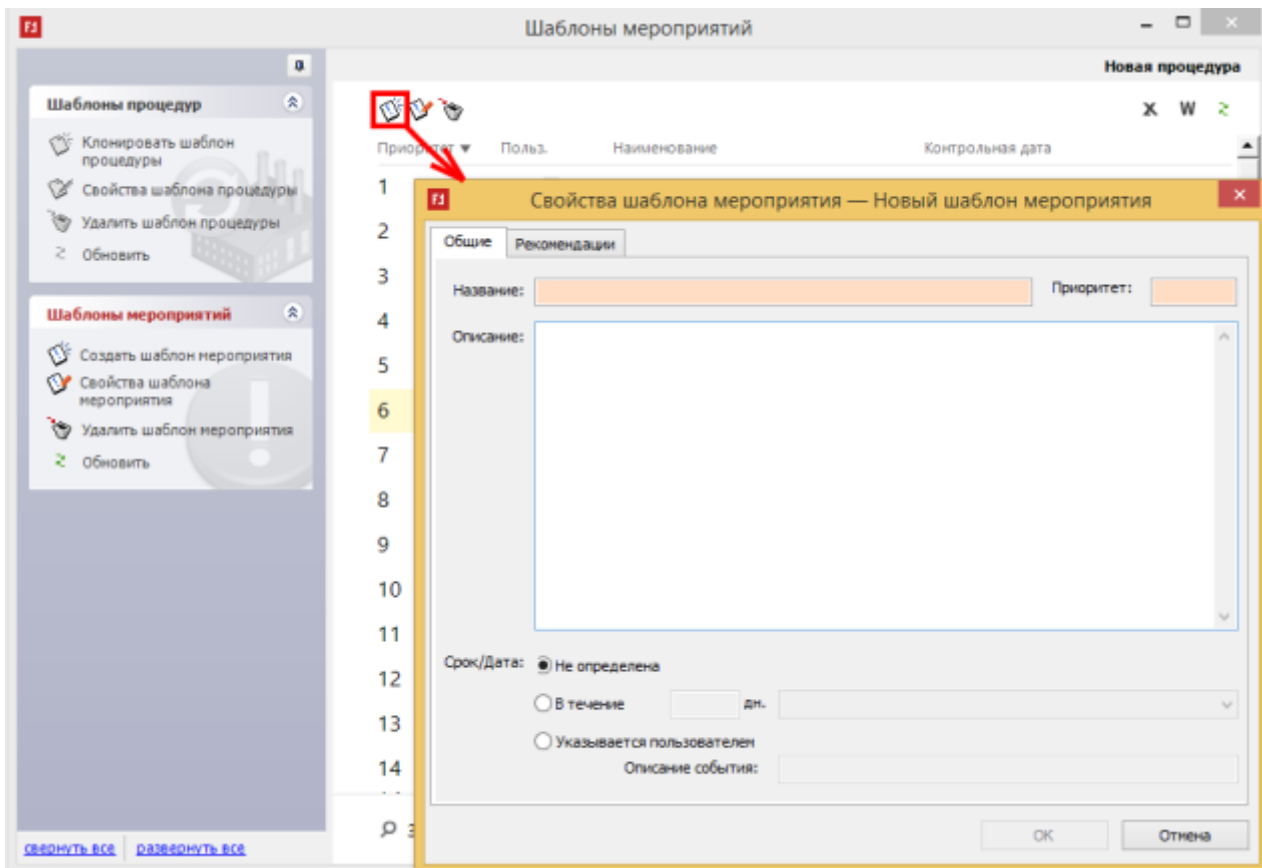 F1
Шаблоны мероприятий
Новая процедура
Шаблоны процедур
Клонировать шаблон
процедуры
Свойства шаблона процедуры
Удалить шаблон процедуры
Обновить
Шаблоны мероприятий
Создать шаблон мероприятия
Свойства шаблона
мероприятия
Удалить шаблон мероприятия
Обновить
свернуть все развернуть все
X W
Приоритет Польз. Наименование Контрольная дата
1
2
3
4
5
6
7
8
9
10
11
12
13
14
F1
Свойства шаблона мероприятия — Новый шаблон мероприятия
Общие Рекомендации
Название: Приоритет:
Описание:
Срок/Дата: Не определена
В течение дн.
Указывается пользователем
Описание события:
OK Отмена